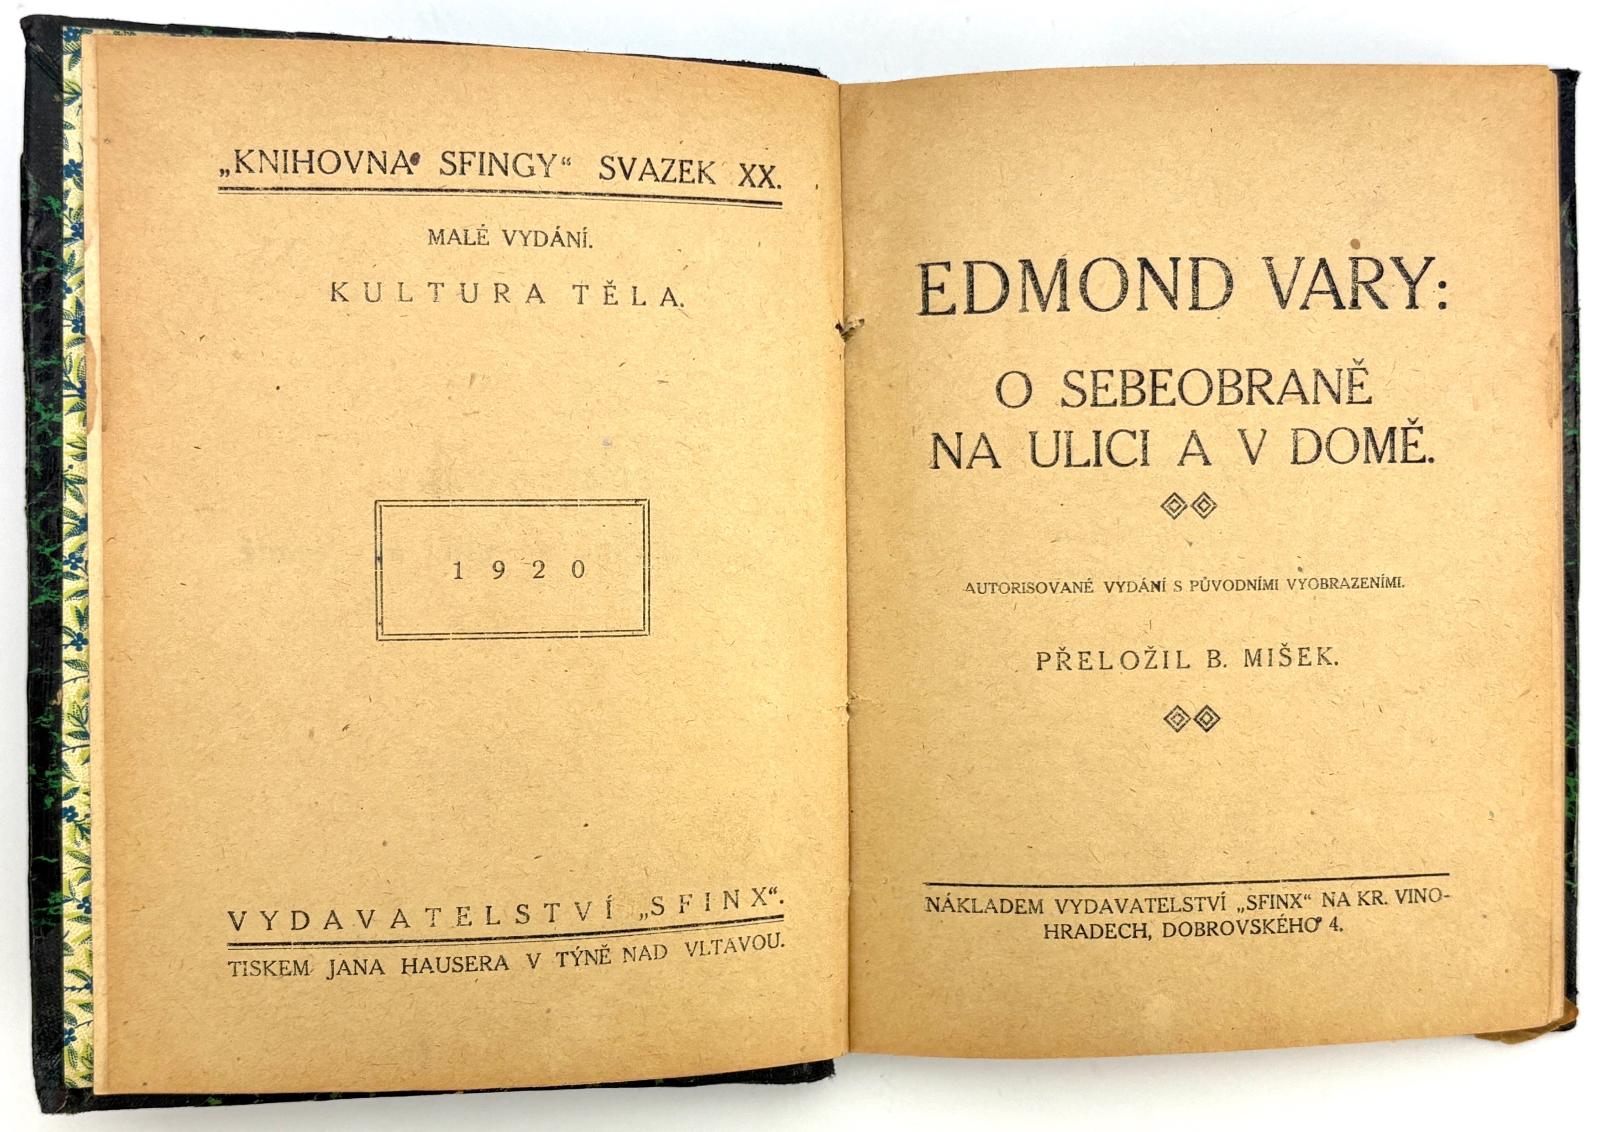 „KNIHOVNA SFINGY“ SVAZEK XX.
MALÉ VYDÁNÍ.
KULTURA TĚLA.
1920
VYDAVATELSTVÍ „SFINX“.
TISKEM JANA HAUSERA V TÝNĚ NAD VLTAVOU.
EDMOND VARY:
O SEBEOBRANĚ
NA ULICI A V DOMĚ.
AUTORISOVANÉ VYDÁNÍ S PŮVODNÍMI VYOBRAZENÍMI.
PŘELOŽIL B. MIŠEK.
NÁKLADEM VYDAVATELSTVÍ „SFINX“ NA KR. VINO-
HRADECH, DOBROVSKÉHO 4.